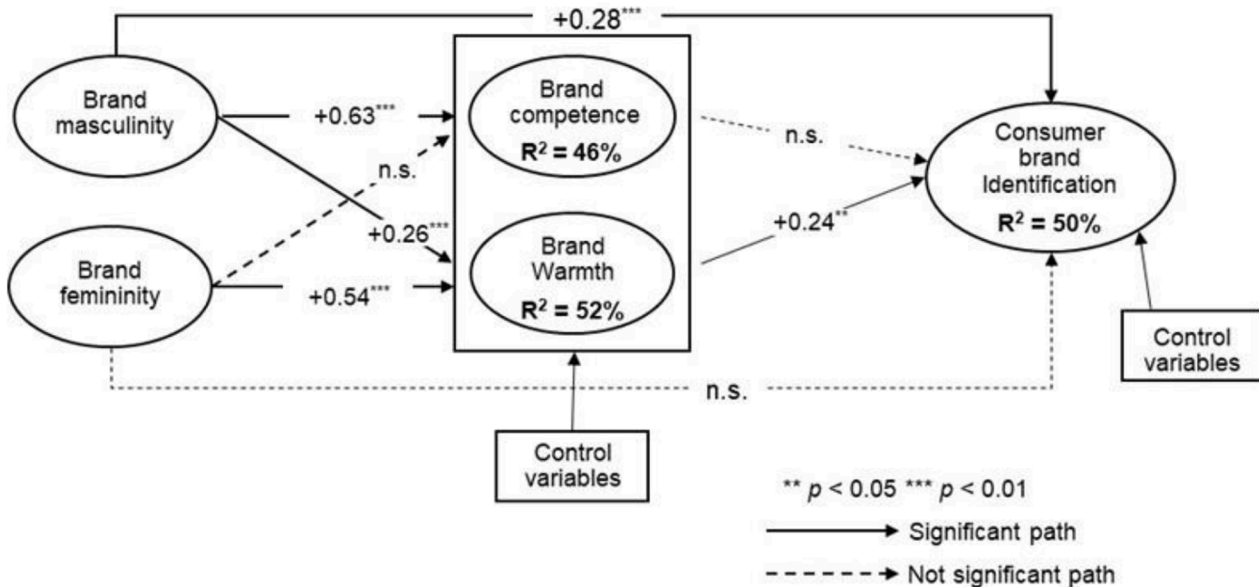 +0.28***
Brand
masculinity
+0.63***
Brand
competence
R² = 46%
n.s.
n.s.
Consumer
brand
Identification
R² = 50%
+0.26***
+0.24**
Brand
femininity
+0.54***
Brand
Warmth
R² = 52%
Control
variables
n.s.
Control
variables
** p < 0.05 *** p < 0.01
Significant path
Not significant path